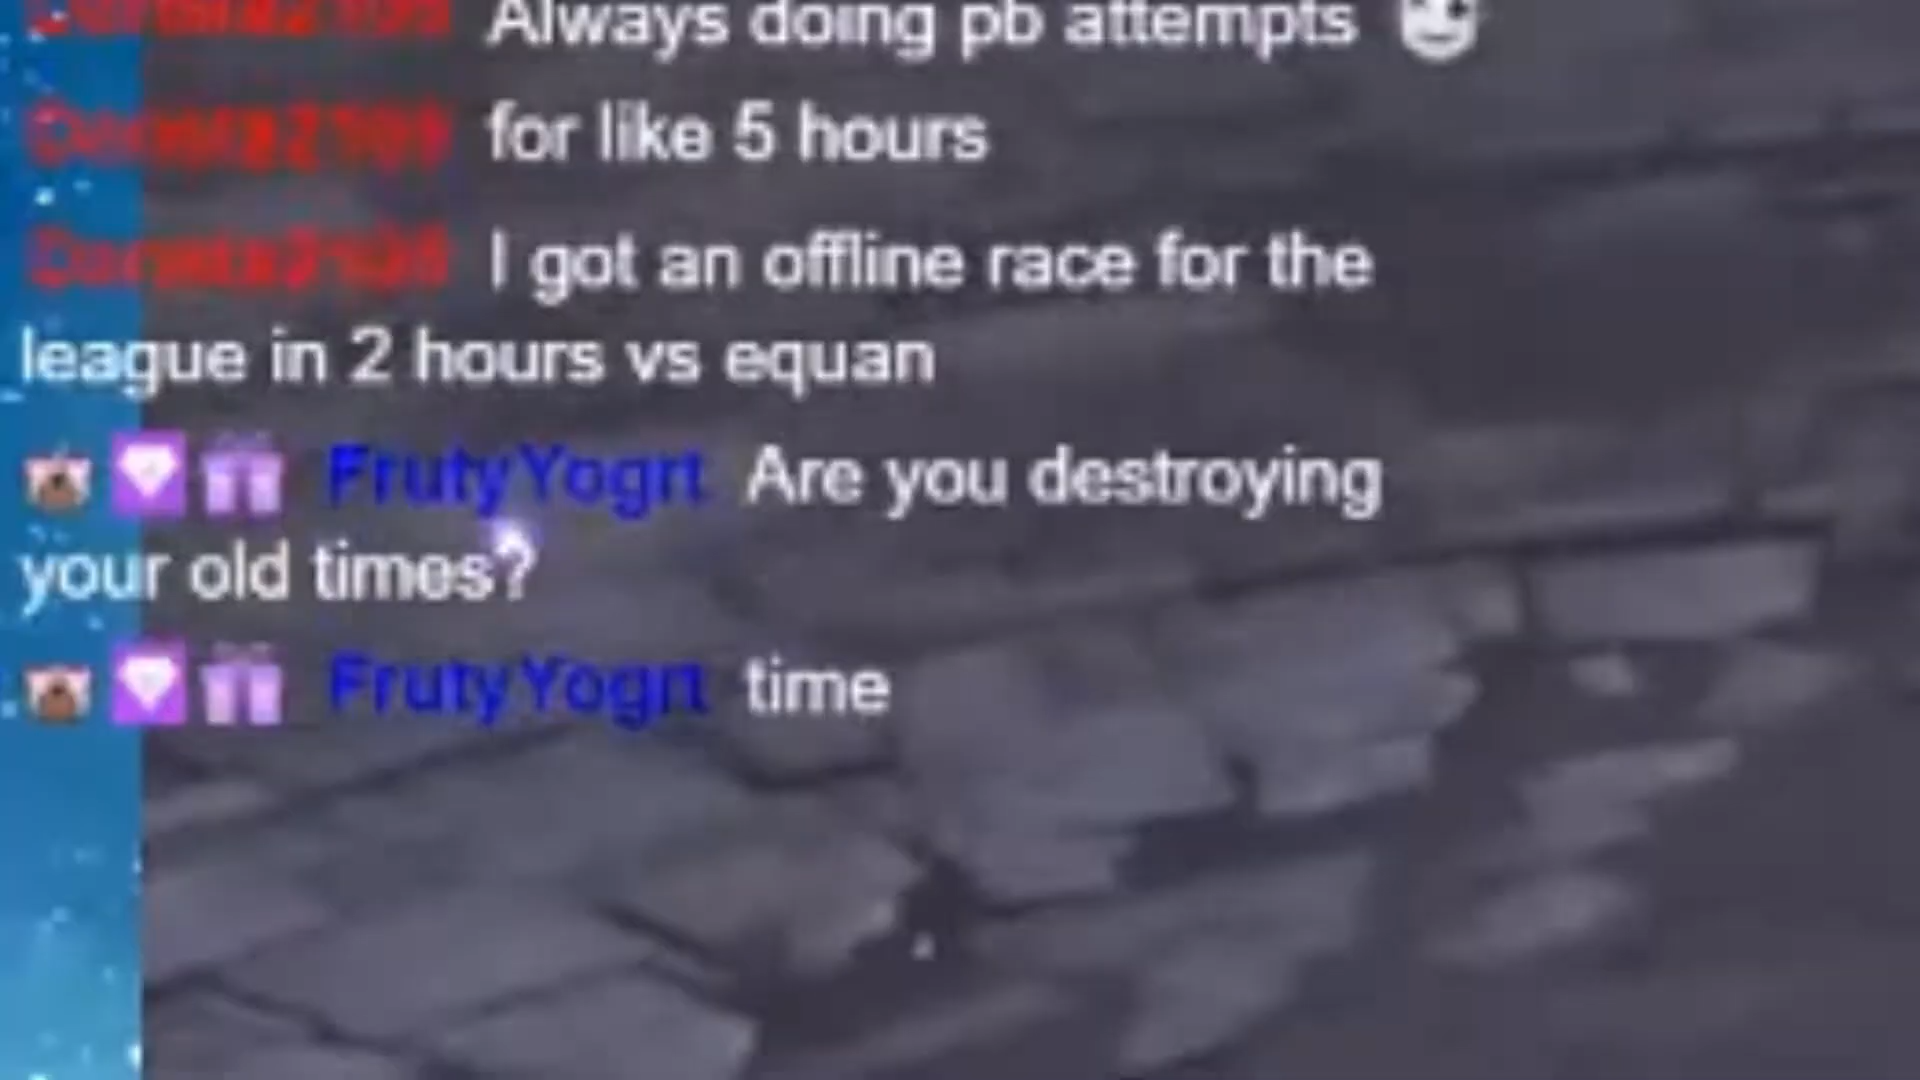 Always doing pb attempts
for like 5 hours
I got an offline race for the
league in 2 hours vs equan
FrutyYogrt Are you destroying
your old times?
FrutyYogrt time